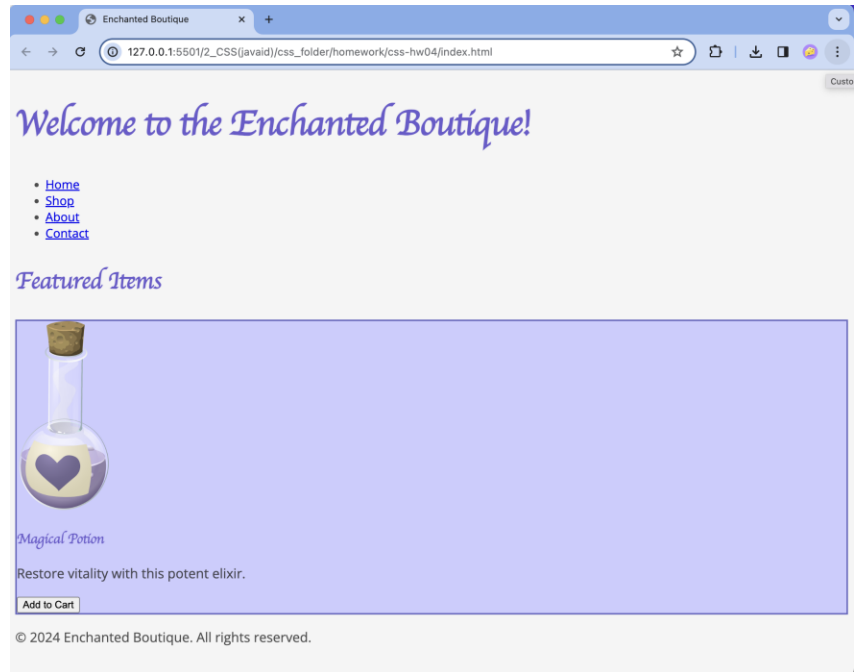 Enchanted Boutique
127.0.0.1:5501/2_CSS(javaid)/css_folder/homework/css-hw04/index.html
Custo
Welcome to the Enchanted Boutique!
Home
Shop
About
Contact
Featured Items
Magical Potion
Restore vitality with this potent elixir.
Add to Cart
© 2024 Enchanted Boutique. All rights reserved.